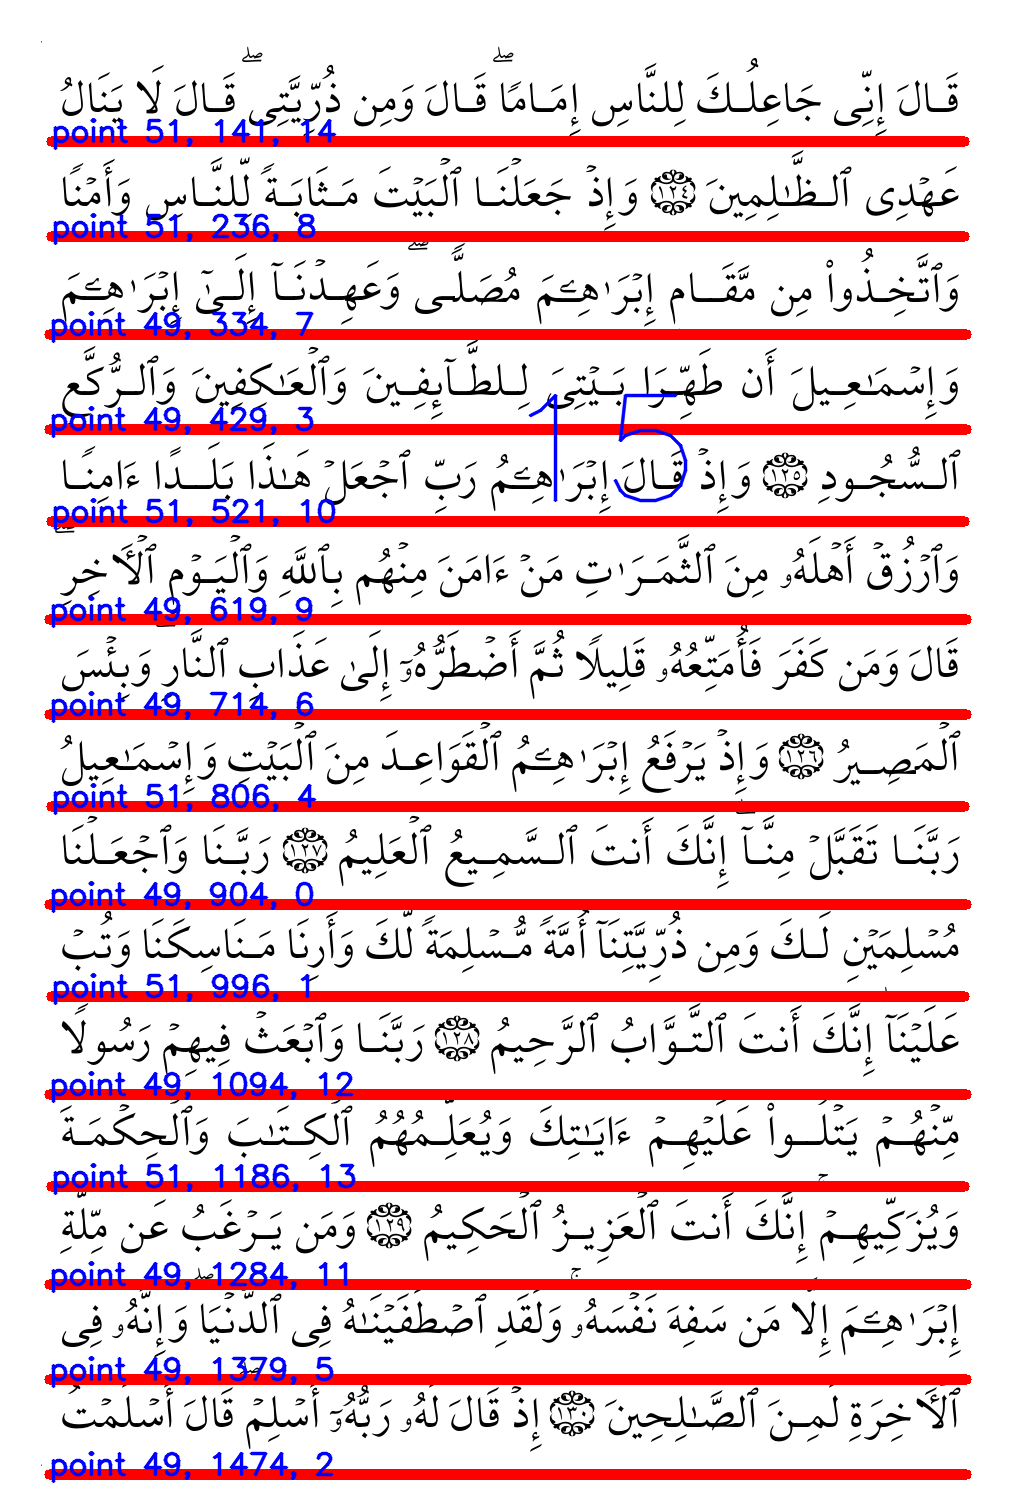 قَالَ إِنِّى جَاعِلُكَ لِلنَّاسِ إِمَامًاۖ قَالَ وَمِن ذُرِّيَّتِىۖ قَالَ لَا يَنَالُ
point 51, 141, 14
عَهْدِى ٱلظَّـٰلِمِينَ ١٢٤ وَإِذْ جَعَلْنَا ٱلْبَيْتَ مَثَابَةً لِّلنَّاسِ وَأَمْنًا
point 51, 236, 8
وَٱتَّخِذُوا۟ مِن مَّقَامِ إِبْرَٰهِـۧمَ مُصَلًّىۖ وَعَهِدْنَآ إِلَىٰٓ إِبْرَٰهِـۧمَ
point 49, 334, 7
وَإِسْمَـٰعِيلَ أَن طَهِّرَا بَيْتِىَ لِلطَّآئِفِينَ وَٱلْعَـٰكِفِينَ وَٱلرُّكَّعِ
point 49, 429, 3
15
ٱلسُّجُودِ ١٢٥ وَإِذْ قَالَ إِبْرَٰهِـۧمُ رَبِّ ٱجْعَلْ هَـٰذَا بَلَدًا ءَامِنًا
point 51, 521, 10
وَٱرْزُقْ أَهْلَهُۥ مِنَ ٱلثَّمَرَٰتِ مَنْ ءَامَنَ مِنْهُم بِٱللَّهِ وَٱلْيَوْمِ ٱلْـَٔاخِرِۖ
point 49, 619, 9
قَالَ وَمَن كَفَرَ فَأُمَتِّعُهُۥ قَلِيلًا ثُمَّ أَضْطَرُّهُۥٓ إِلَىٰ عَذَابِ ٱلنَّارِۖ وَبِئْسَ
point 49, 714, 6
ٱلْمَصِيرُ ١٢٦ وَإِذْ يَرْفَعُ إِبْرَٰهِـۧمُ ٱلْقَوَاعِدَ مِنَ ٱلْبَيْتِ وَإِسْمَـٰعِيلُ
point 51, 806, 4
رَبَّنَا تَقَبَّلْ مِنَّآۖ إِنَّكَ أَنتَ ٱلسَّمِيعُ ٱلْعَلِيمُ ١٢٧ رَبَّنَا وَٱجْعَلْنَا
point 49, 904, 0
مُسْلِمَيْنِ لَكَ وَمِن ذُرِّيَّتِنَآ أُمَّةً مُّسْلِمَةً لَّكَ وَأَرِنَا مَنَاسِكَنَا وَتُبْ
point 51, 996, 1
عَلَيْنَآۖ إِنَّكَ أَنتَ ٱلتَّوَّابُ ٱلرَّحِيمُ ١٢٨ رَبَّنَا وَٱبْعَثْ فِيهِمْ رَسُولًا
point 49, 1094, 12
مِّنْهُمْ يَتْلُوا۟ عَلَيْهِمْ ءَايَـٰتِكَ وَيُعَلِّمُهُمُ ٱلْكِتَـٰبَ وَٱلْحِكْمَةَ
point 51, 1186, 13
وَيُزَكِّيهِمْۚ إِنَّكَ أَنتَ ٱلْعَزِيزُ ٱلْحَكِيمُ ١٢٩ وَمَن يَرْغَبُ عَن مِّلَّةِ
point 49, 1284, 11
إِبْرَٰهِـۧمَ إِلَّا مَن سَفِهَ نَفْسَهُۥۚ وَلَقَدِ ٱصْطَفَيْنَـٰهُ فِى ٱلدُّنْيَاۖ وَإِنَّهُۥ فِى
point 49, 1379, 5
ٱلْـَٔاخِرَةِ لَمِنَ ٱلصَّـٰلِحِينَ ١٣٠ إِذْ قَالَ لَهُۥ رَبُّهُۥٓ أَسْلِمْۖ قَالَ أَسْلَمْتُ
point 49, 1474, 2